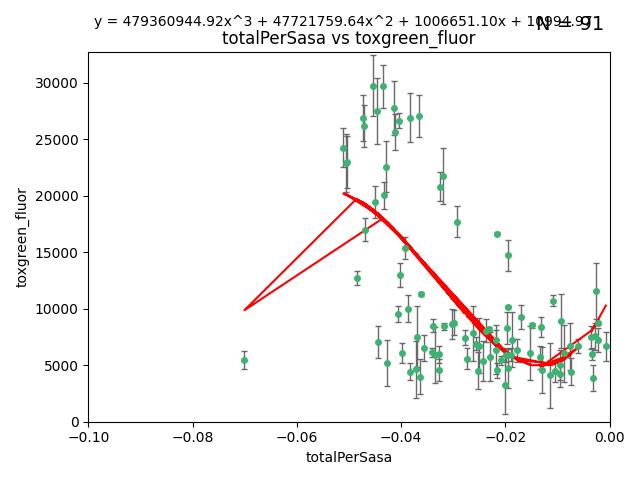 y = 479360944.92x^3 + 47721759.64x^2 + 1006651.10x + 10994.97
N = 91
totalPerSasa vs toxgreen_fluor
30000
25000
20000
15000
10000
5000
0
toxgreen_fluor
−0.10
−0.08
−0.06
−0.04
−0.02
0.00
totalPerSasa